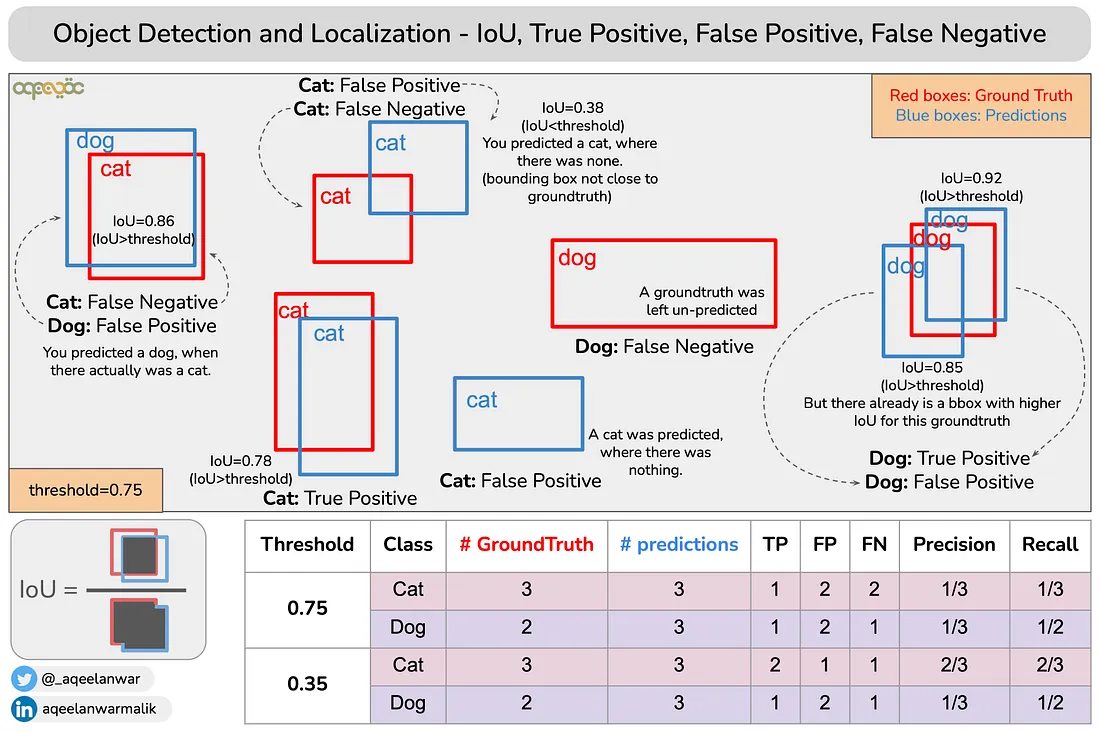 Object Detection and Localization - IoU, True Positive, False Positive, False Negative
Red boxes: Ground Truth
Blue boxes: Predictions
dog
cat
IoU=0.86
(IoU>threshold)
Cat: False Negative
Dog: False Positive
You predicted a dog, when
there actually was a cat.
Cat: False Positive
Cat: False Negative
cat
cat
IoU=0.38
(IoU<threshold)
You predicted a cat, where
there was none.
(bounding box not close to
groundtruth)
cat
cat
IoU=0.78
(IoU>threshold)
Cat: True Positive
dog
A groundtruth was
left un-predicted
Dog: False Negative
cat
A cat was predicted,
where there was
nothing.
Cat: False Positive
IoU=0.92
(IoU>threshold)
dog
dog
dog
IoU=0.85
(IoU>threshold)
But there already is a bbox with higher
IoU for this groundtruth
Dog: True Positive
Dog: False Positive
threshold=0.75
IoU =
@_aqeelanwar
in aqeelanwarmalik
Threshold Class # GroundTruth # predictions TP FP FN Precision Recall
0.75
Cat 3 3 1 2 2 1/3 1/3
Dog 2 3 1 2 1 1/3 1/2
0.35
Cat 3 3 2 1 1 2/3 2/3
Dog 2 3 1 2 1 1/3 1/2